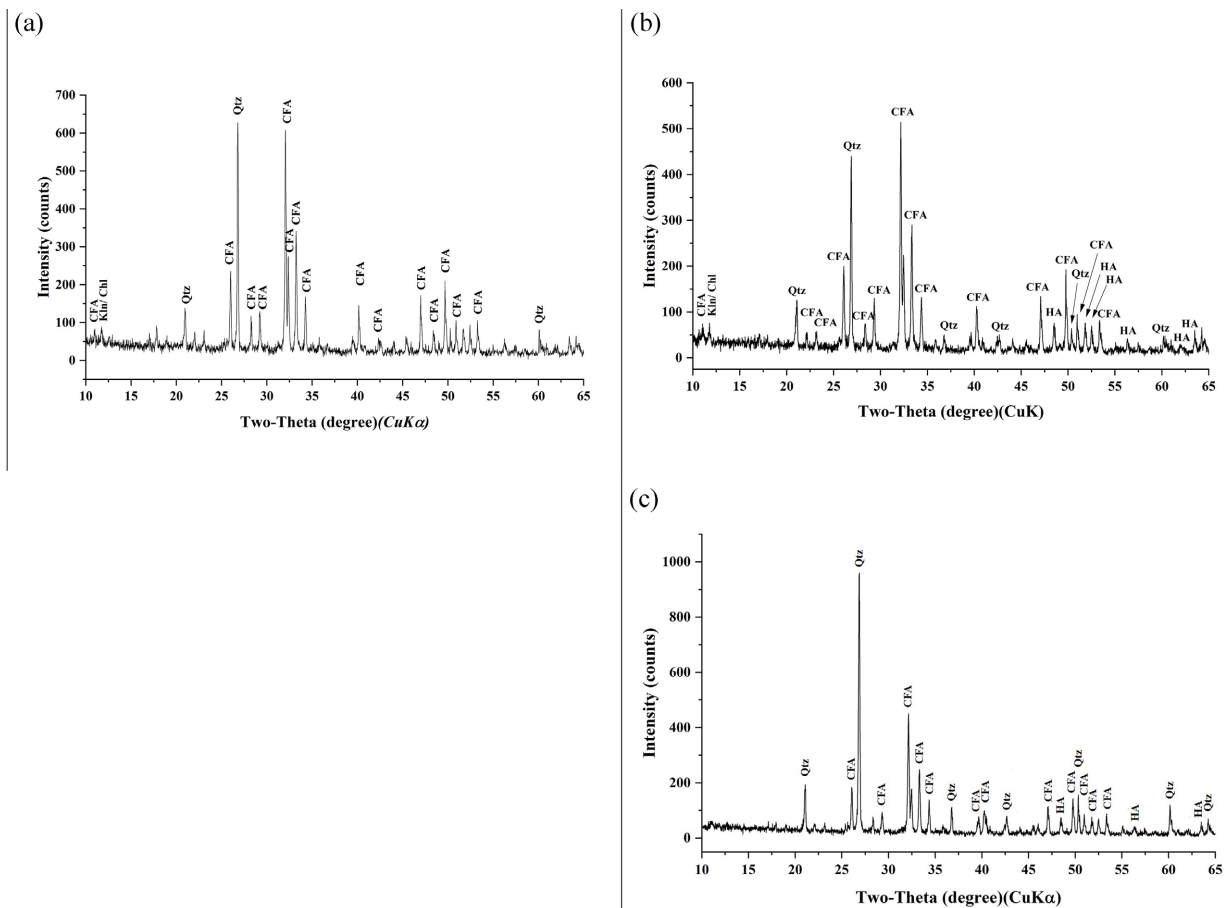 (a)
700
600
500
400
300
200
100
0
Intensity (counts)
CFA
Kln/ Chl
Qtz
CFA
Qtz
CFA
CFA
CFA
CFA
CFA
CFA
CFA
CFA
CFA
CFA
CFA
CFA
CFA
Qtz
10 15 20 25 30 35 40 45 50 55 60 65
Two-Theta (degree)(CuKα)
(b)
600
500
400
300
200
100
0
Intensity (counts)
CFA
Kln/ Chl
Qtz
CFA
CFA
CFA
Qtz
CFA
CFA
CFA
CFA
CFA
Qtz
CFA
Qtz
CFA
HA
CFA
Qtz
CFA
HA
HA
CFA
HA
Qtz
HA
HA
10 15 20 25 30 35 40 45 50 55 60 65
Two-Theta (degree)(CuK)
(c)
1000
800
600
400
200
0
Intensity (counts)
Qtz
CFA
Qtz
CFA
CFA
CFA
CFA
Qtz
CFA
CFA
Qtz
CFA
HA
CFA
Qtz
CFA
CFA
CFA
HA
Qtz
HA
Qtz
10 15 20 25 30 35 40 45 50 55 60 65
Two-Theta (degree)(CuKα)